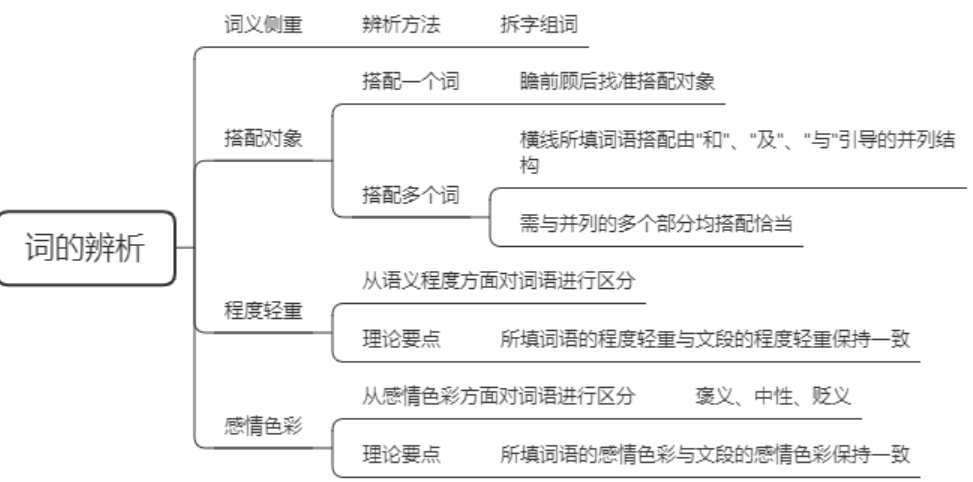 词义侧重 辨析方法 拆字组词
搭配一个词 瞻前顾后找准搭配对象
搭配对象
横线所填词语搭配由"和"、"及"、"与"引导的并列结
构
搭配多个词
需与并列的多个部分均搭配恰当
词的辨析
从语义程度方面对词语进行区分
程度轻重
理论要点 所填词语的程度轻重与文段的程度轻重保持一致
从感情色彩方面对词语进行区分 褒义、中性、贬义
感情色彩
理论要点 所填词语的感情色彩与文段的感情色彩保持一致